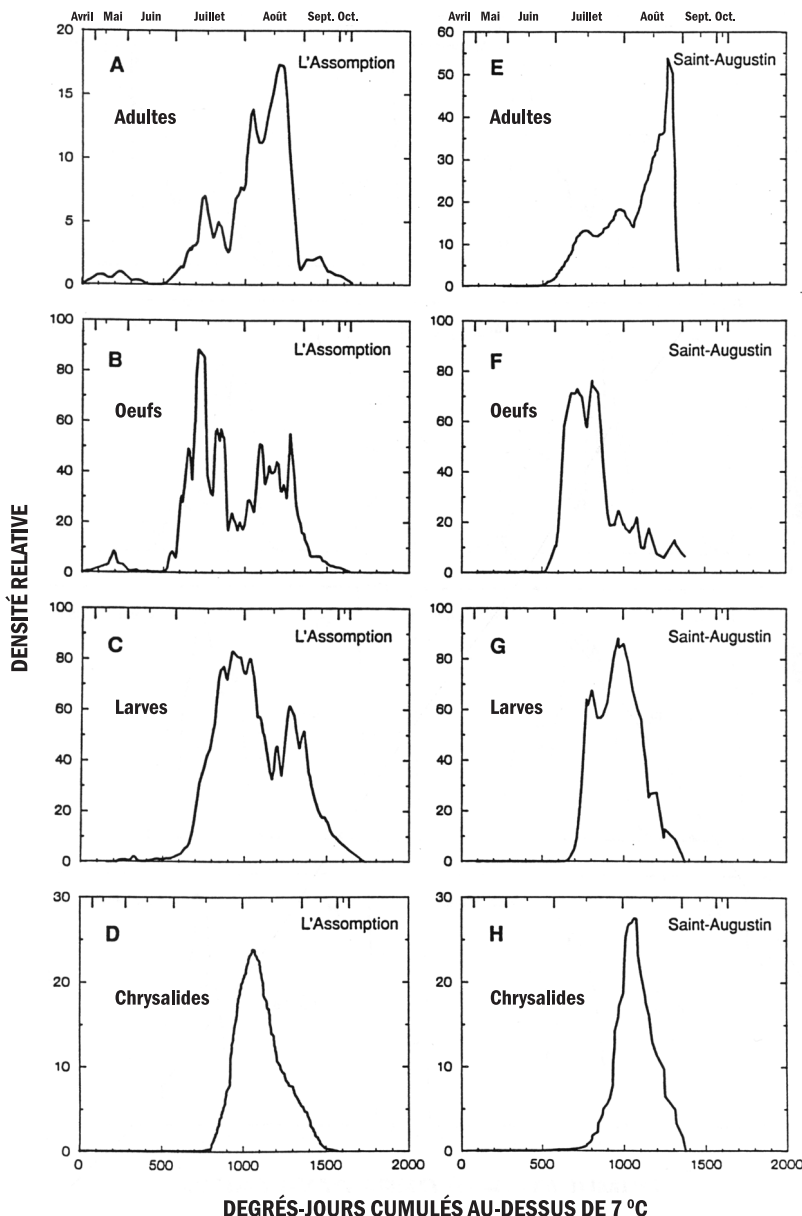 Avril Mai Juin Juillet Août Sept. Oct.
Avril Mai Juin Juillet Août Sept. Oct.
DENSITÉ RELATIVE
A
L'Assomption
Adultes
20
15
10
5
0
E
Saint-Augustin
Adultes
60
50
40
30
20
10
0
B
L'Assomption
Oeufs
100
80
60
40
20
0
F
Saint-Augustin
Oeufs
100
80
60
40
20
0
C
L'Assomption
Larves
100
80
60
40
20
0
G
Saint-Augustin
Larves
100
80
60
40
20
0
D
L'Assomption
Chrysalides
30
20
10
0
0 500 1000 1500 2000
H
Saint-Augustin
Chrysalides
30
20
10
0
0 500 1000 1500 2000
DEGRÉS-JOURS CUMULÉS AU-DESSUS DE 7 ºC